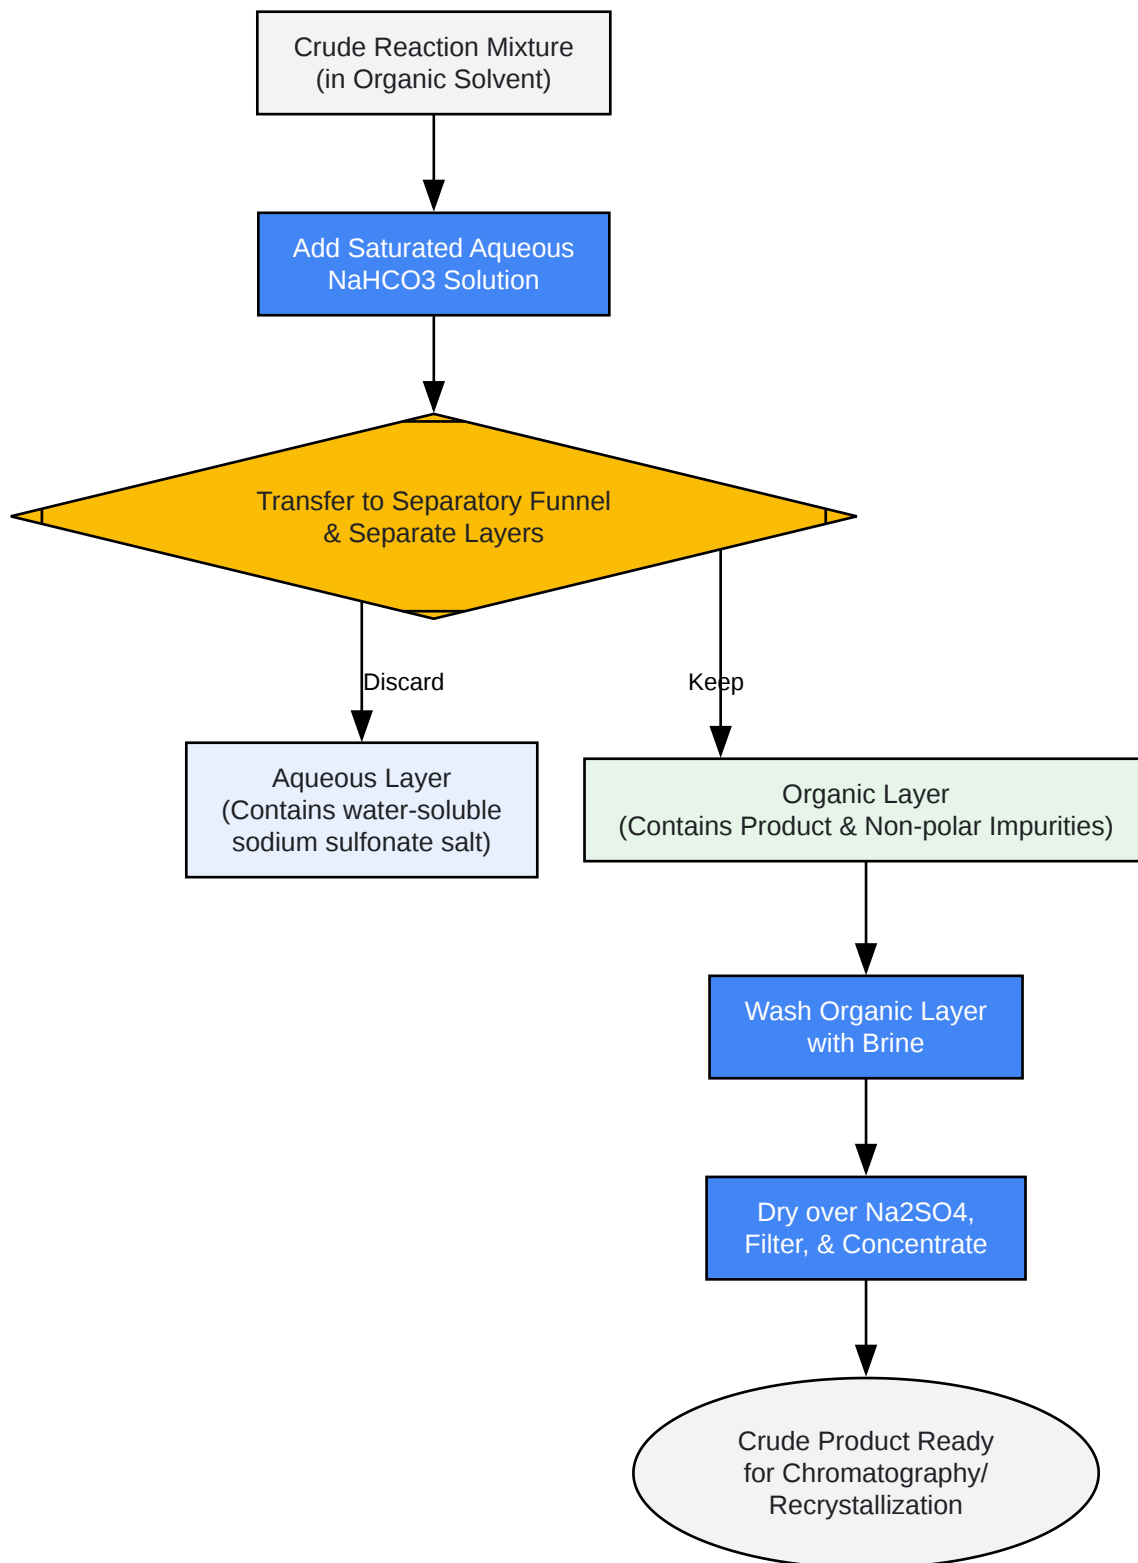 Crude Reaction Mixture
(in Organic Solvent)
Add Saturated Aqueous
NaHCO3 Solution
Transfer to Separatory Funnel
& Separate Layers
Discard
Keep
Aqueous Layer
(Contains water-soluble
sodium sulfonate salt)
Organic Layer
(Contains Product & Non-polar Impurities)
Wash Organic Layer
with Brine
Dry over Na2SO4,
Filter, & Concentrate
Crude Product Ready
for Chromatography/
Recrystallization